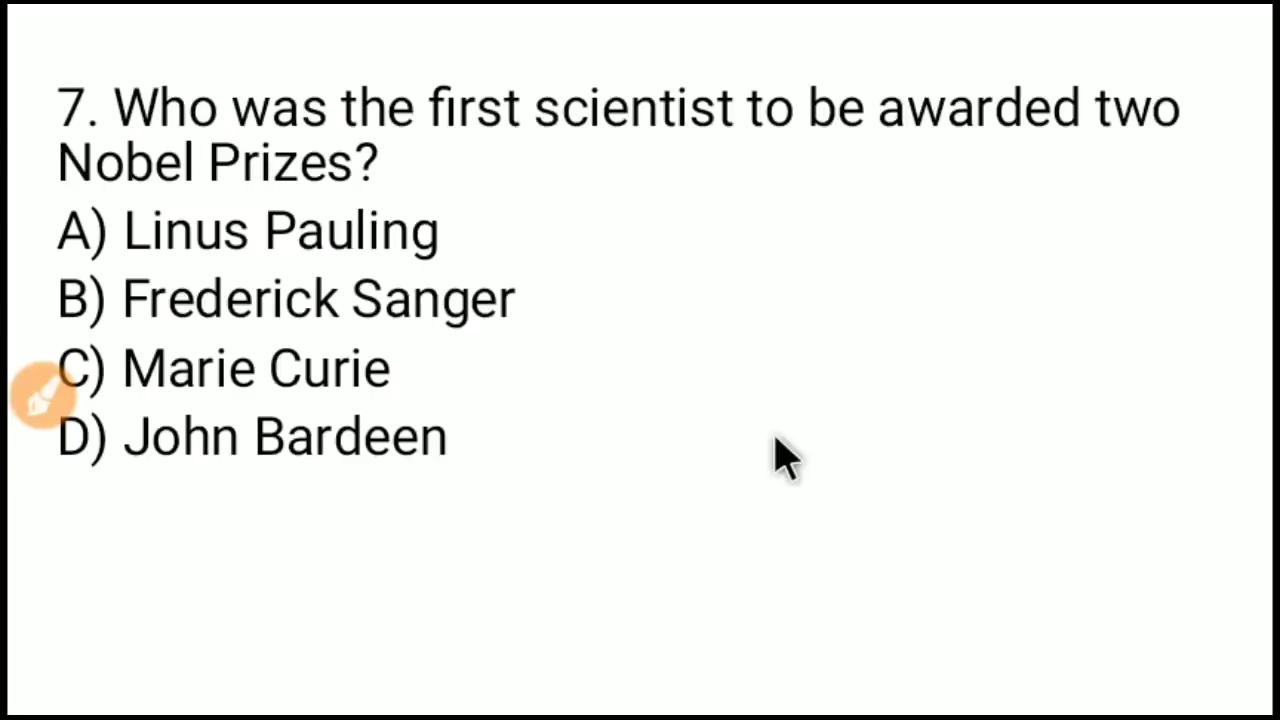 7. Who was the first scientist to be awarded two
Nobel Prizes?
A) Linus Pauling
B) Frederick Sanger
C) Marie Curie
D) John Bardeen